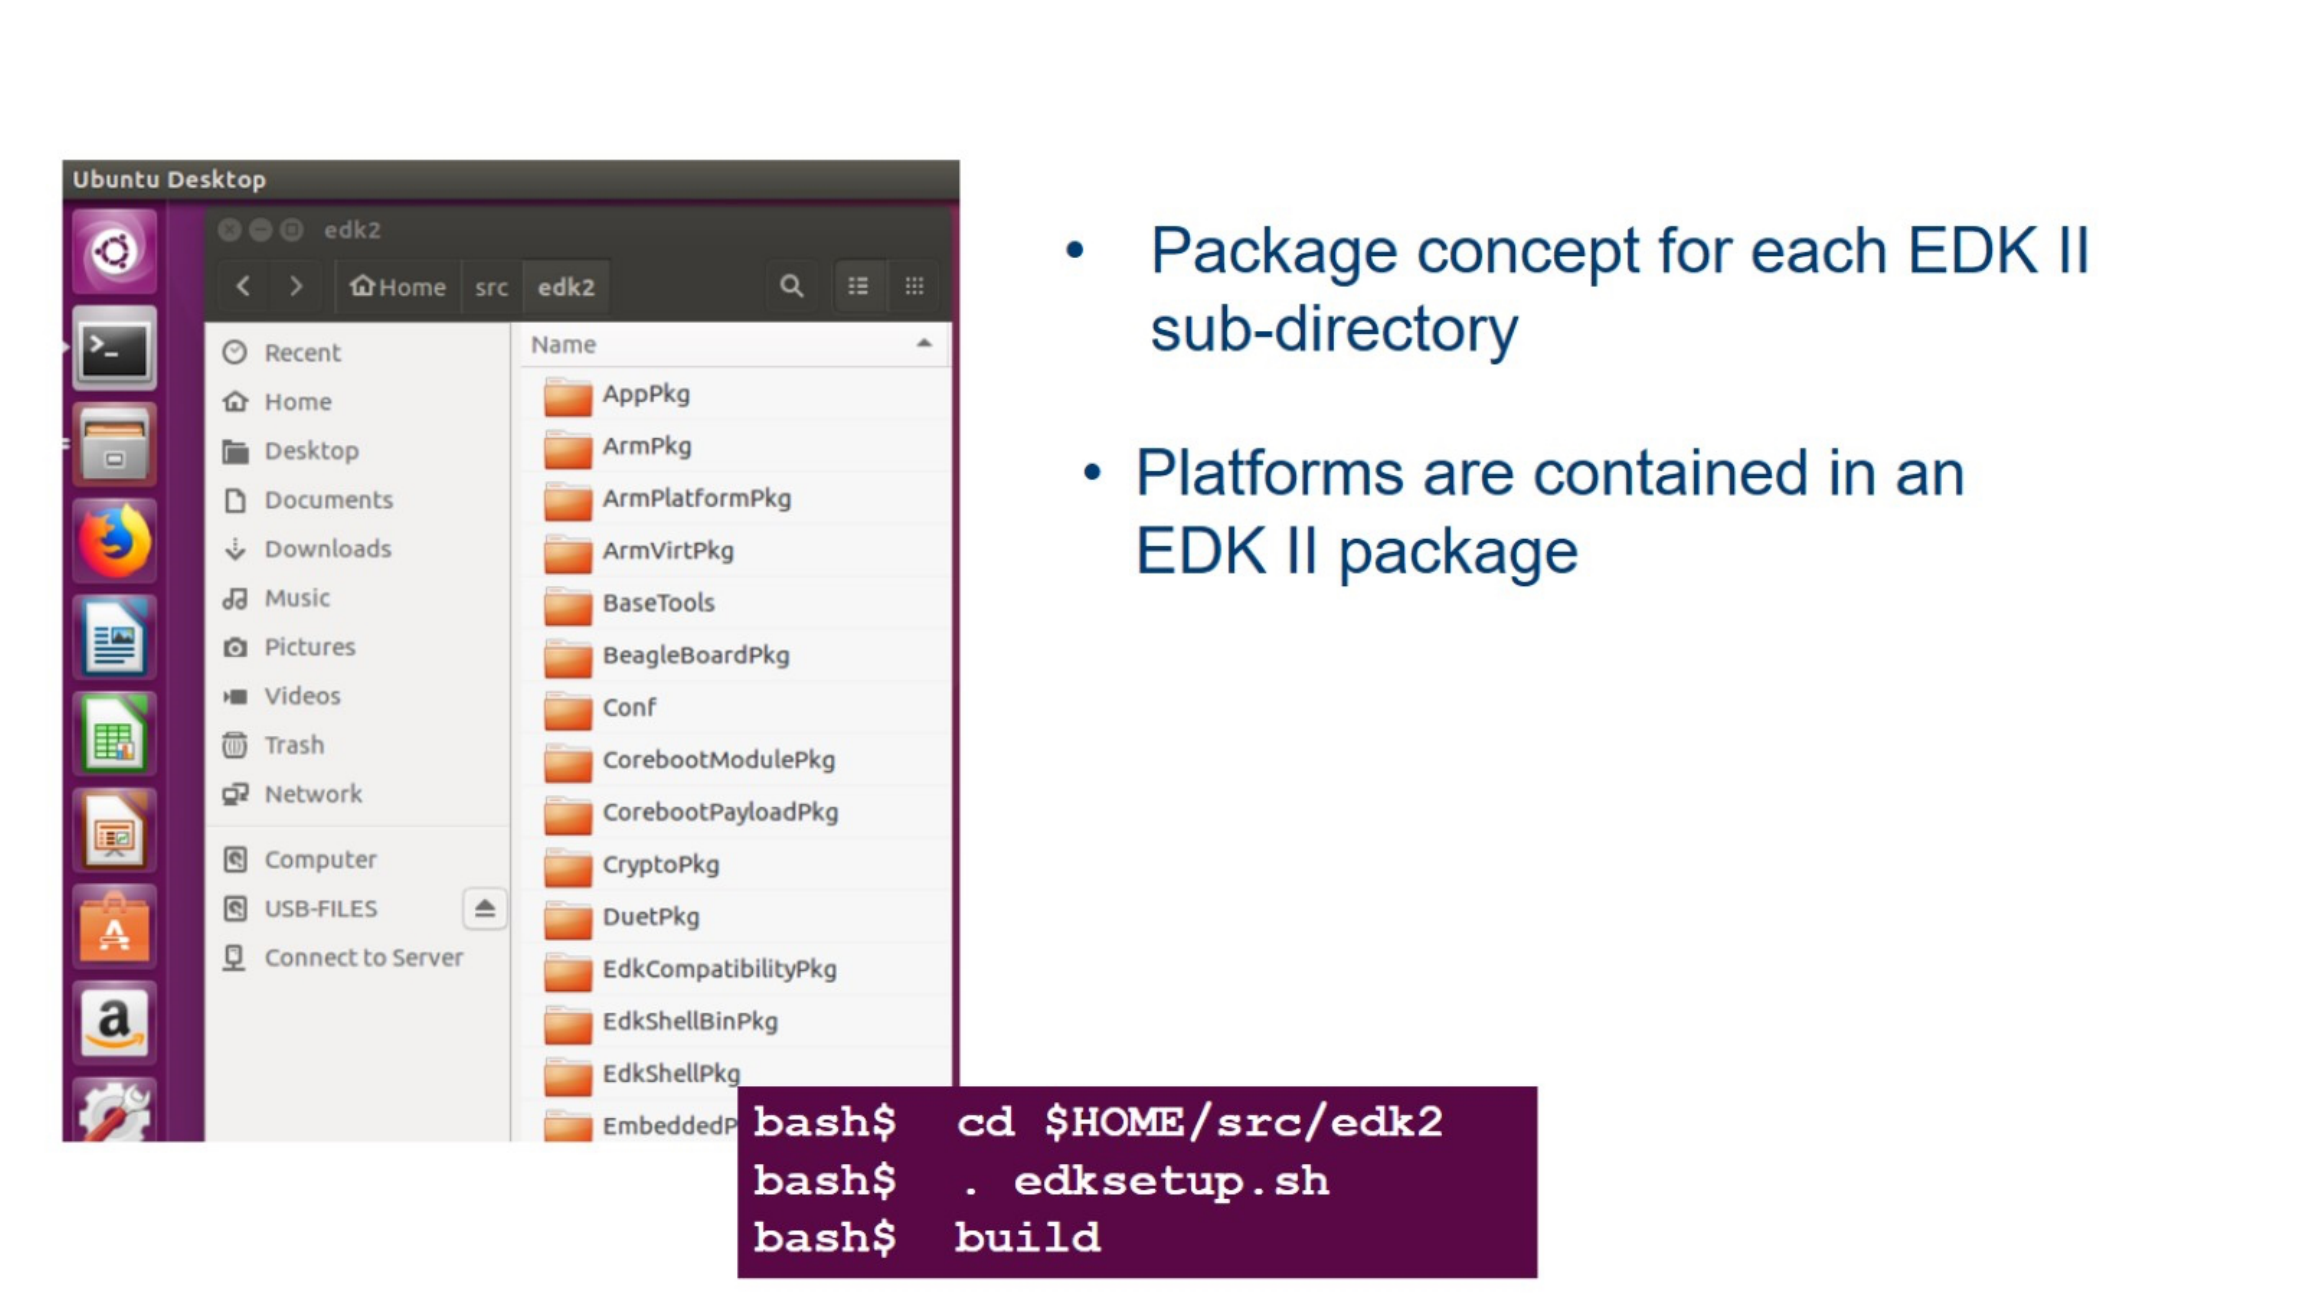 Ubuntu Desktop
edk2
Home src edk2
Recent
Home
Desktop
Documents
Downloads
Music
Pictures
Videos
Trash
Network
Computer
USB-FILES
Connect to Server
Name
AppPkg
ArmPkg
ArmPlatformPkg
ArmVirtPkg
BaseTools
BeagleBoardPkg
Conf
CorebootModulePkg
CorebootPayloadPkg
CryptoPkg
DuetPkg
EdkCompatibilityPkg
EdkShellBinPkg
EdkShellPkg
EmbeddedP
• Package concept for each EDK II
sub-directory
• Platforms are contained in an
EDK II package
bash$ cd $HOME/src/edk2
bash$ . edksetup.sh
bash$ build